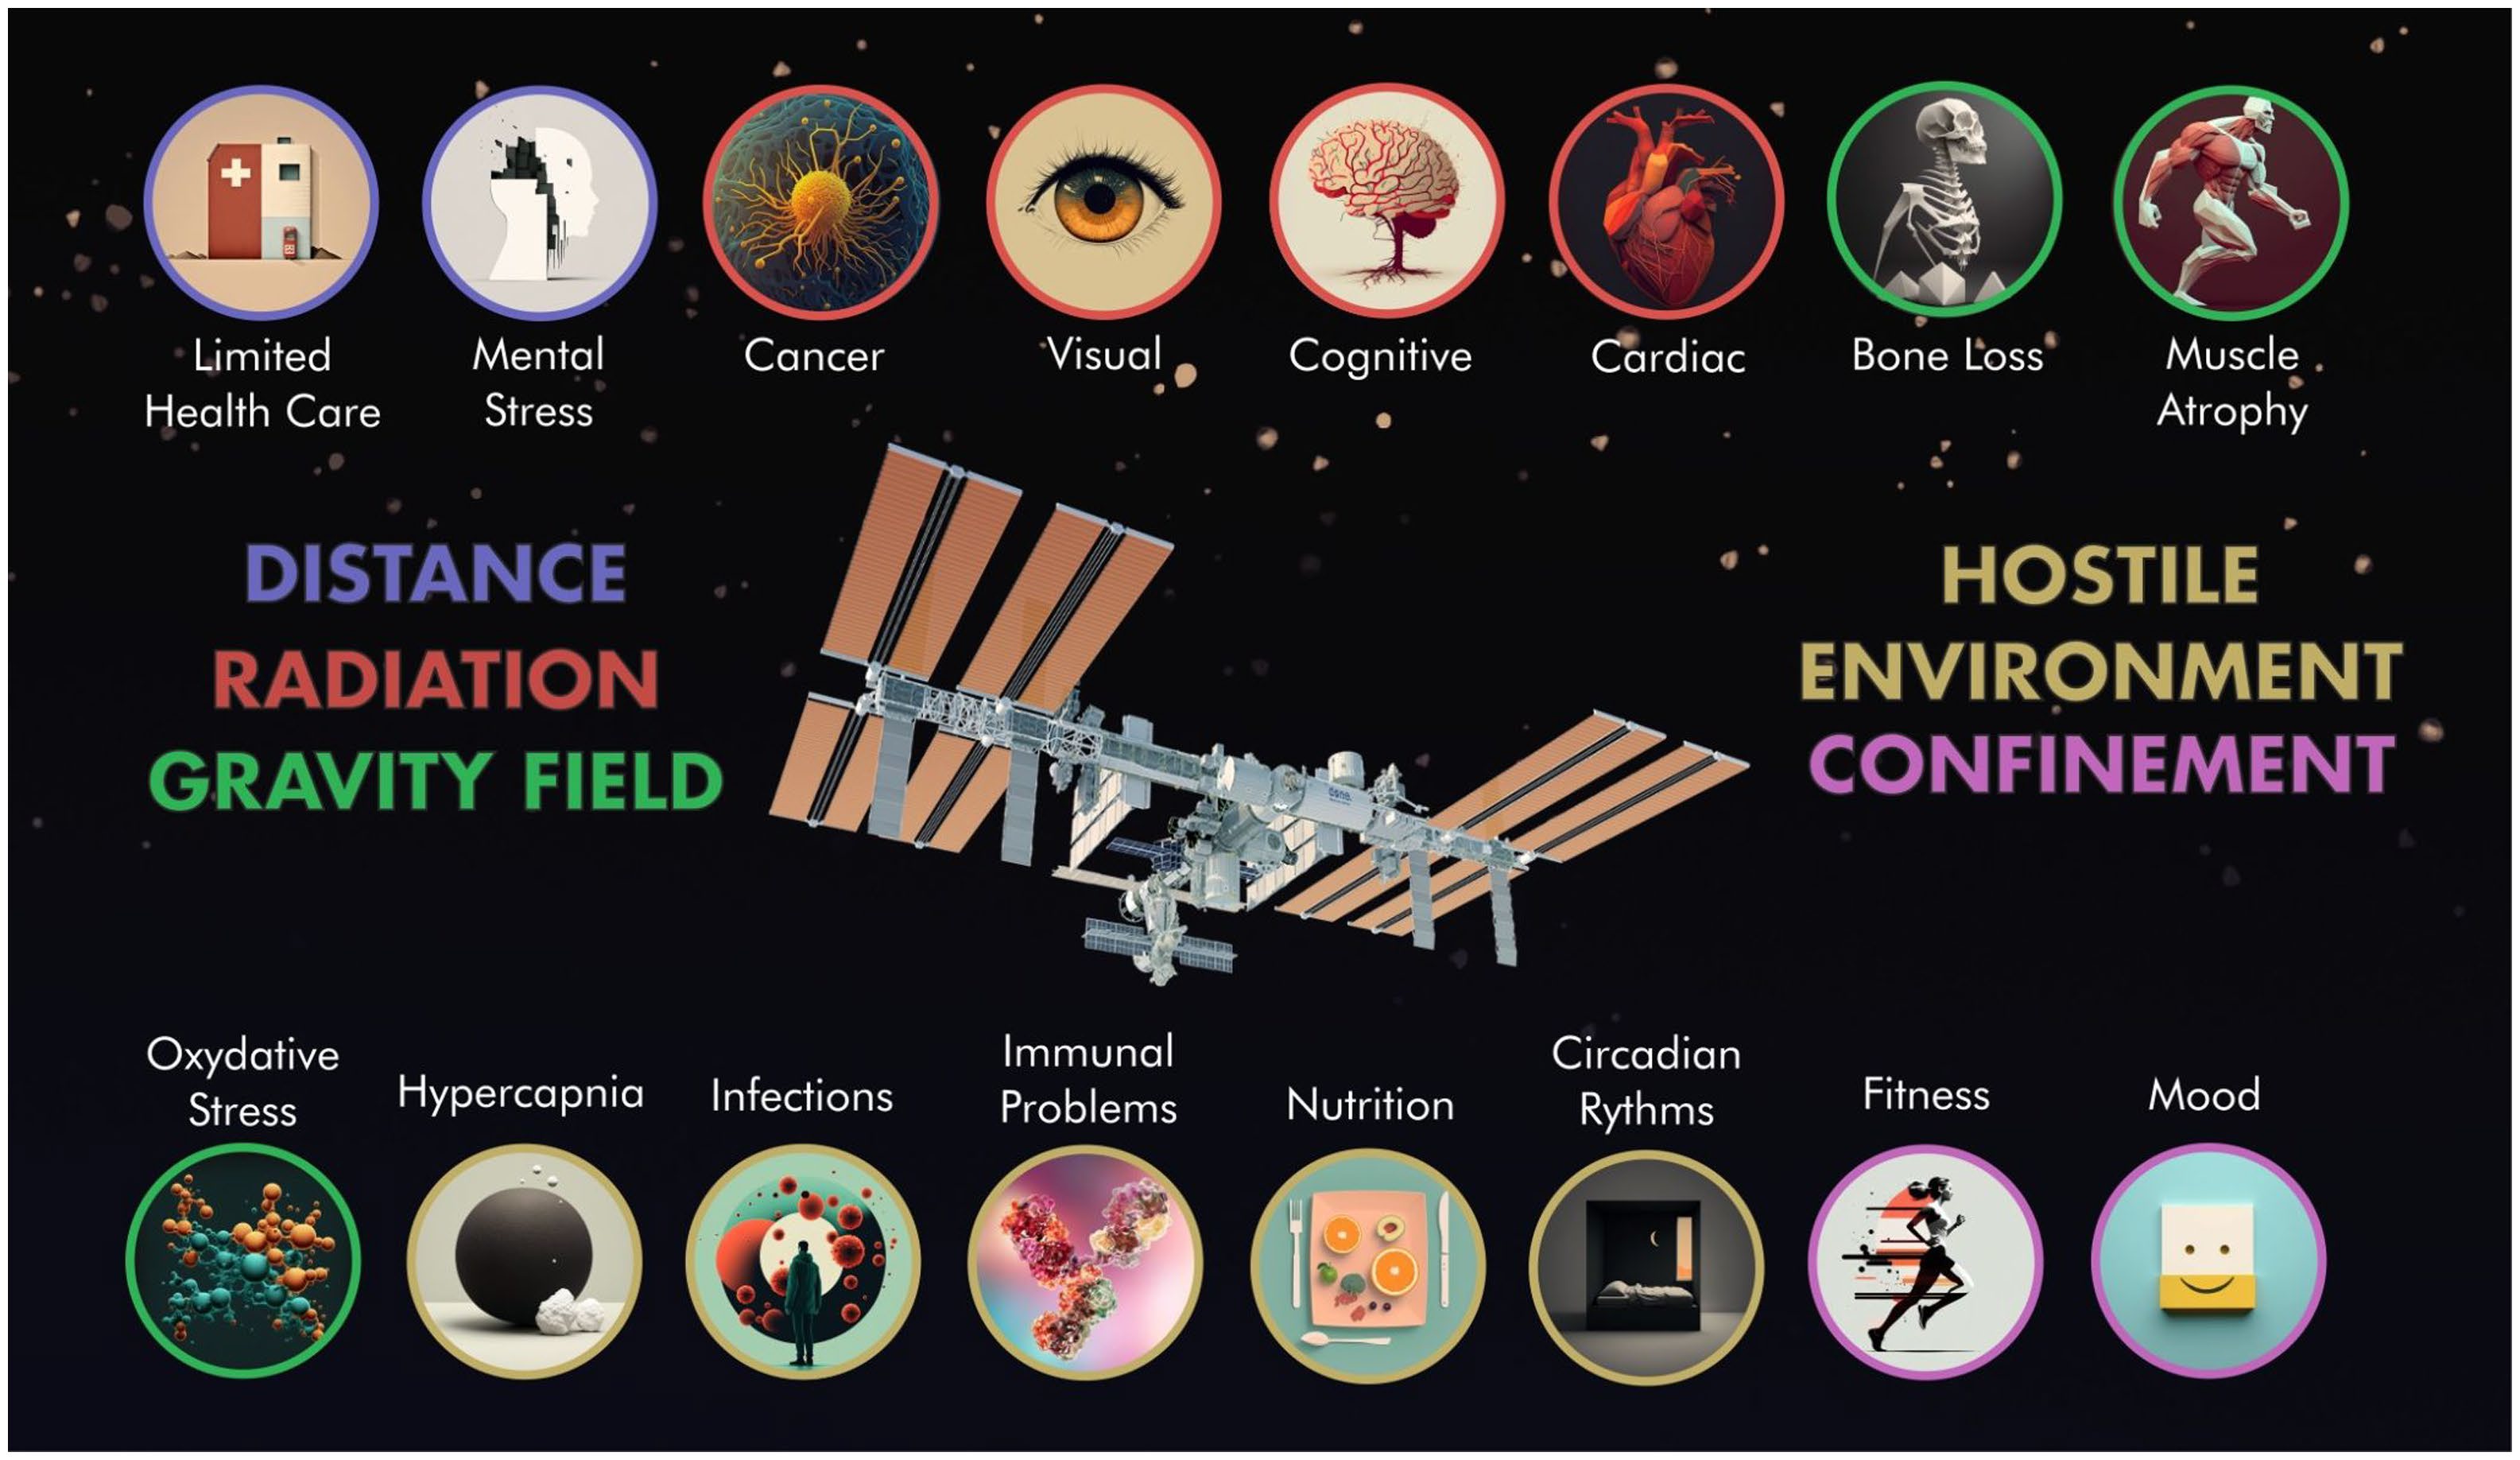 Limited
Health Care
Mental
Stress
Cancer
Visual
Cognitive
Cardiac
Bone Loss
Muscle
Atrophy
DISTANCE
RADIATION
GRAVITY FIELD
HOSTILE
ENVIRONMENT
CONFINEMENT
Oxydative
Stress
Hypercapnia
Infections
Immunal
Problems
Nutrition
Circadian
Rythms
Fitness
Mood